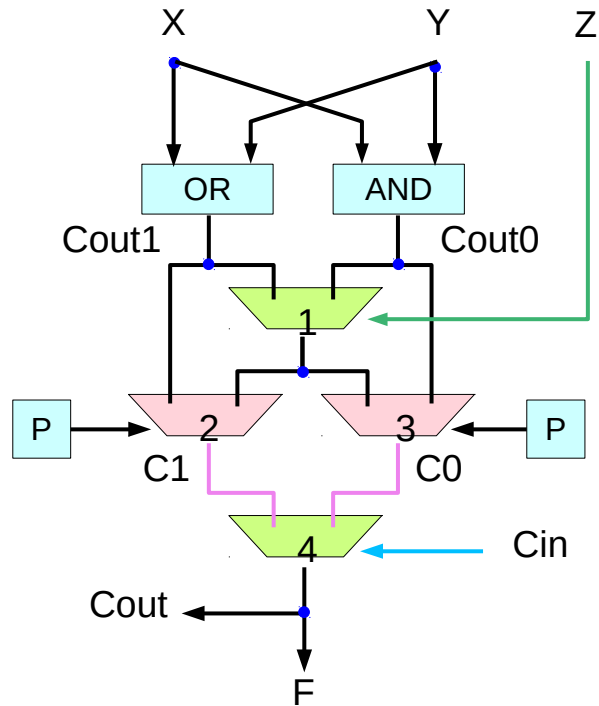 X Y Z
OR AND
Cout1 Cout0
1
P 2 3 P
C1 C0
4 Cin
Cout
F